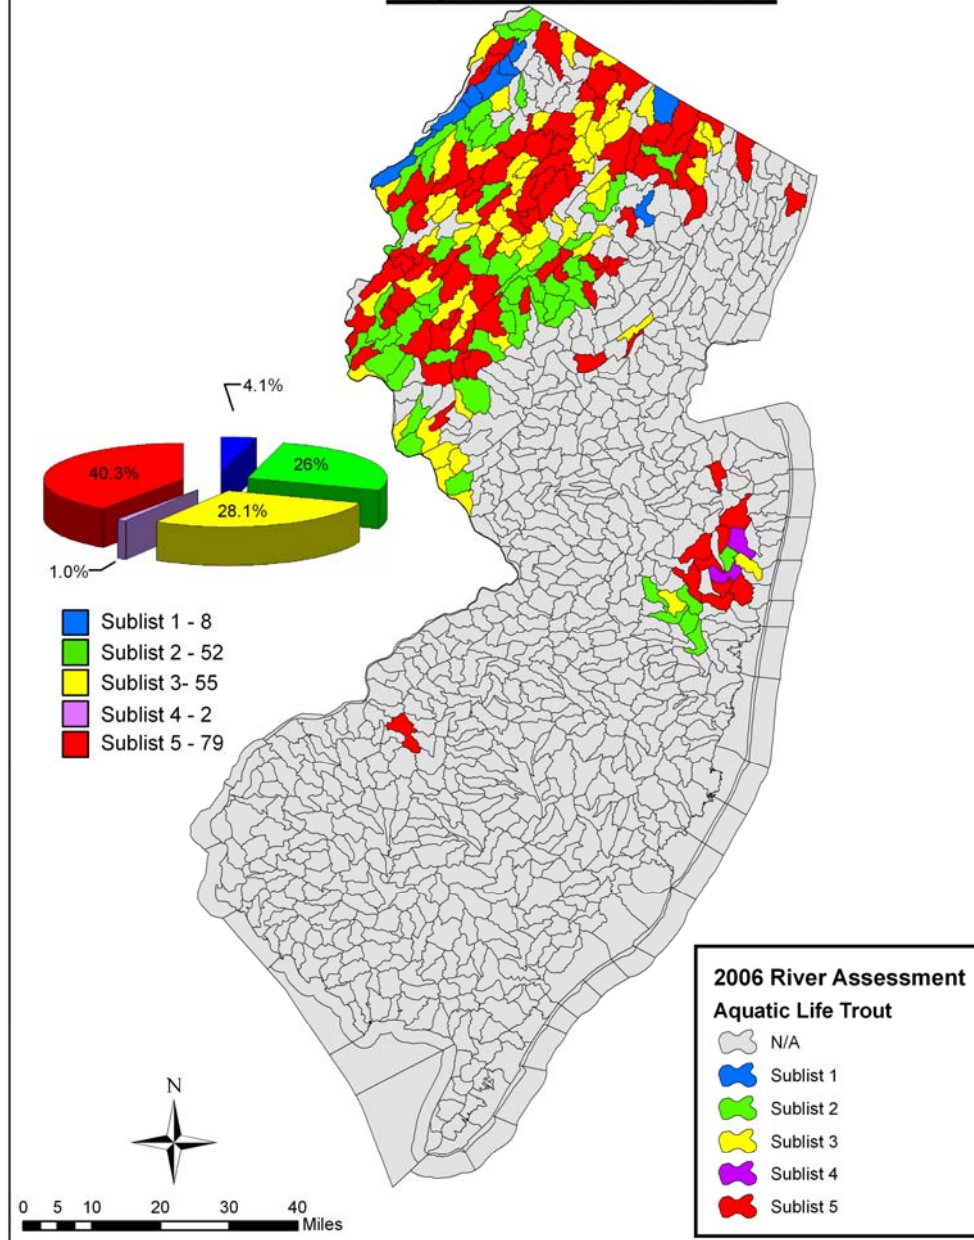 4.1%
40.3%
26%
28.1%
1.0%
Sublist 1 - 8
Sublist 2 - 52
Sublist 3- 55
Sublist 4 - 2
Sublist 5 - 79
2006 River Assessment
Aquatic Life Trout
N/A
Sublist 1
Sublist 2
Sublist 3
Sublist 4
Sublist 5
N
0 5 10 20 30 40
Miles